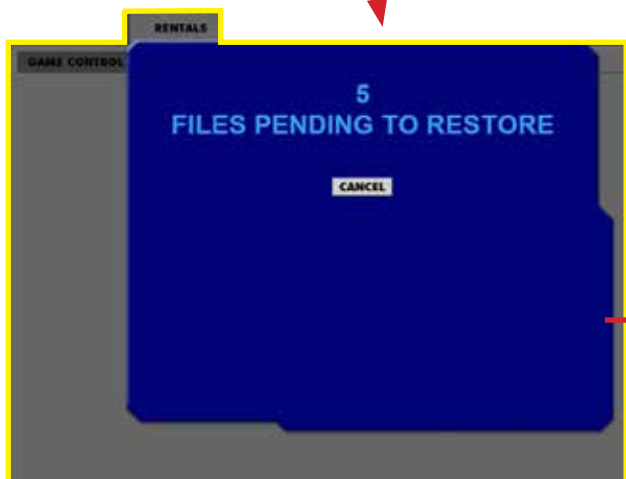 RENTALS
GAME CONTROL
5
FILES PENDING TO RESTORE
CANCEL